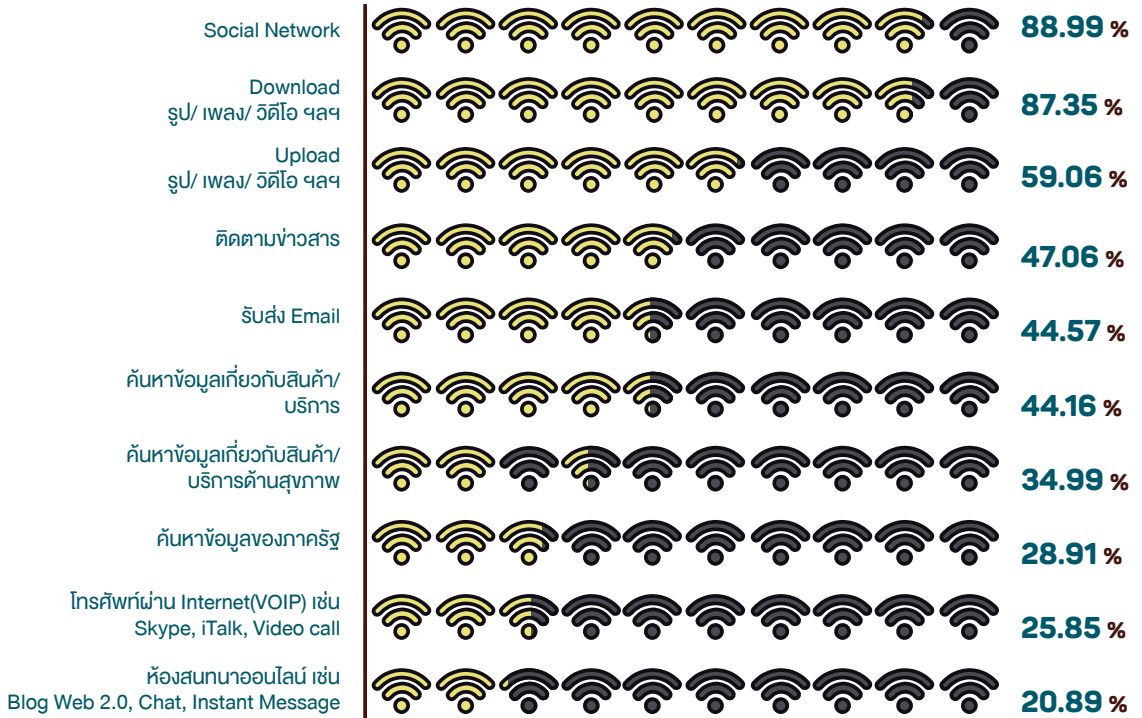 Social Network
88.99 %
Download
รูป/ เพลง/ วิดีโอ ฯลฯ
87.35 %
Upload
รูป/ เพลง/ วิดีโอ ฯลฯ
59.06 %
ติดตามข่าวสาร
47.06 %
รับส่ง Email
44.57 %
ค้นหาข้อมูลเกี่ยวกับสินค้า/
บริการ
44.16 %
ค้นหาข้อมูลเกี่ยวกับสินค้า/
บริการด้านสุขภาพ
34.99 %
ค้นหาข้อมูลของภาครัฐ
28.91 %
โทรศัพท์ผ่าน Internet(VOIP) เช่น
Skype, iTalk, Video call
25.85 %
ห้องสนทนาออนไลน์ เช่น
Blog Web 2.0, Chat, Instant Message
20.89 %